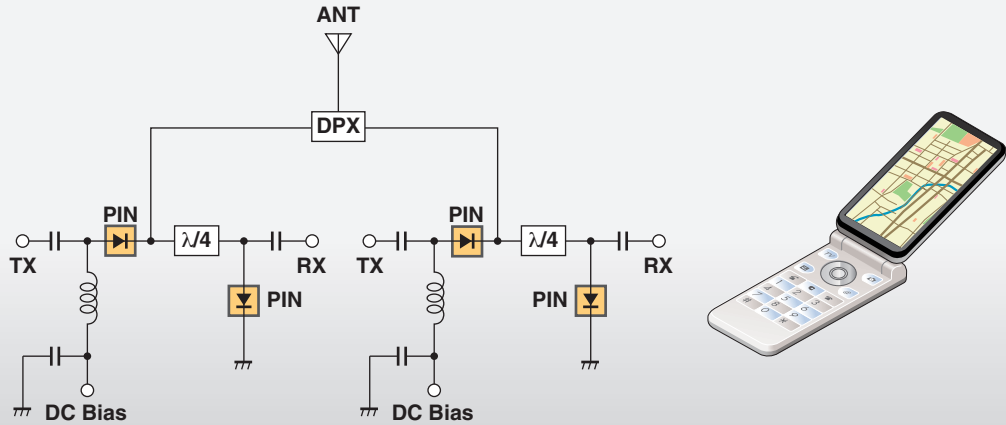 ANT
DPX
PIN
λ/4
TX
RX
PIN
DC Bias
PIN
λ/4
TX
RX
PIN
DC Bias